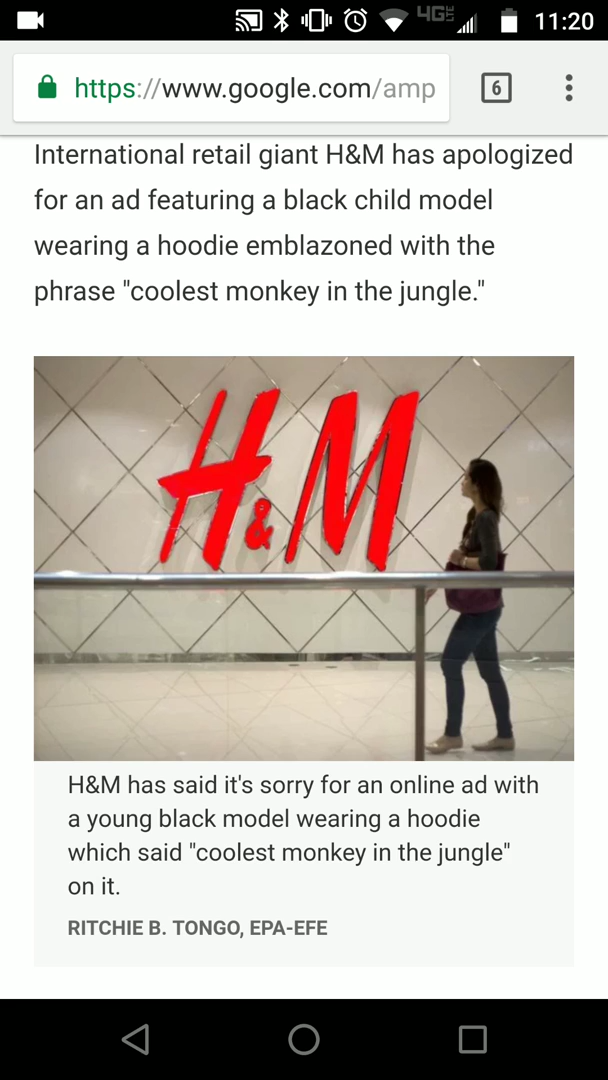 4G LTE 11:20
https://www.google.com/amp 6
International retail giant H&M has apologized
for an ad featuring a black child model
wearing a hoodie emblazoned with the
phrase "coolest monkey in the jungle."
H&M
H&M has said it's sorry for an online ad with
a young black model wearing a hoodie
which said "coolest monkey in the jungle"
on it.
RITCHIE B. TONGO, EPA-EFE